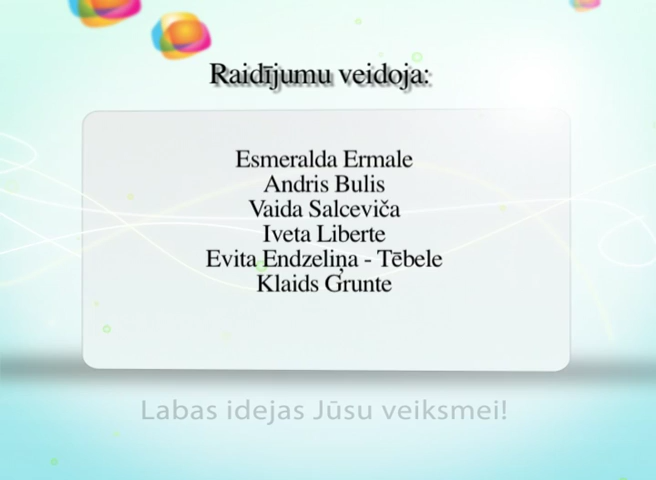 Raidījumu veidoja:
Esmeralda Ermale
Andris Bulis
Vaida Salceviča
Iveta Liberte
Evita Endzeliņa - Tēbele
Klaids Grunte
Labas idejas Jūsu veiksmei!